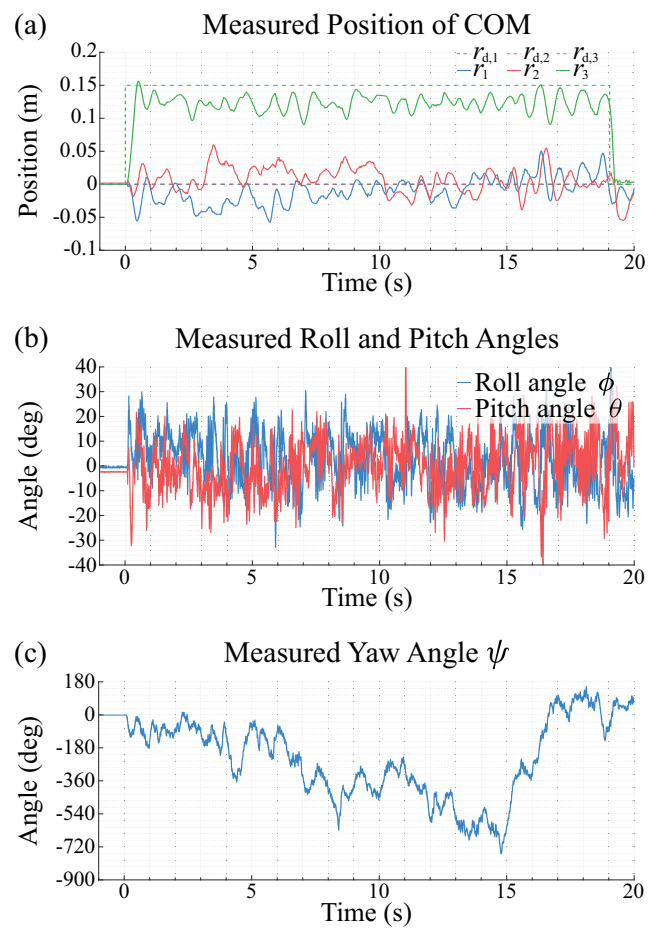 (a) Measured Position of COM
r_d,1 r_d,2 r_d,3
r_1 r_2 r_3
Position (m)
0.2
0.15
0.1
0.05
0
-0.05
-0.1
0 5 10 15 20
Time (s)
(b) Measured Roll and Pitch Angles
Roll angle ϕ
Pitch angle θ
Angle (deg)
40
30
20
10
0
-10
-20
-30
-40
0 5 10 15 20
Time (s)
(c) Measured Yaw Angle ψ
Angle (deg)
180
0
-180
-360
-540
-720
-900
0 5 10 15 20
Time (s)